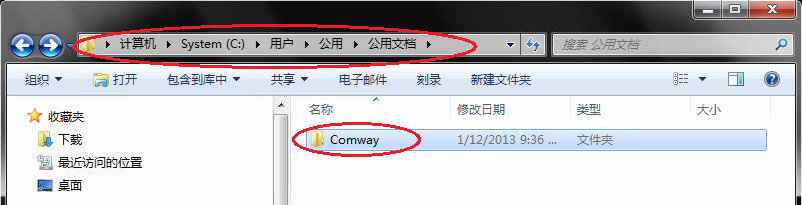 计算机 System (C:) 用户 公用 公用文档 搜索 公用文档
组织 打开 包含到库中 共享 电子邮件 刻录 新建文件夹
收藏夹 名称 修改日期 类型 大小
下载 Comway 1/12/2013 9:36 ... 文件夹
最近访问的位置
桌面